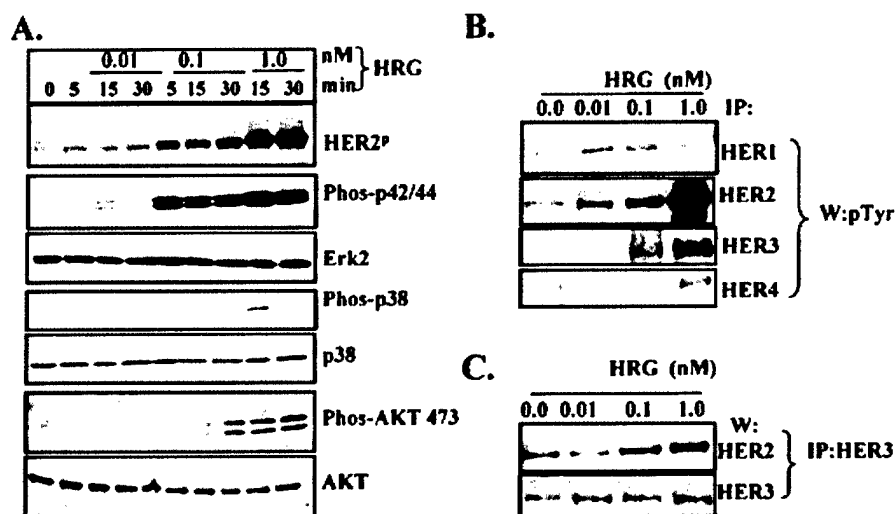 A.
0.01 0.1 1.0 nM } HRG
0 5 15 30 5 15 30 15 30 min
HER2ᵖ
Phos-p42/44
Erk2
Phos-p38
p38
Phos-AKT 473
AKT
B.
HRG (nM)
0.0 0.01 0.1 1.0 IP:
HER1
HER2
HER3
HER4
W:pTyr
C.
HRG (nM)
0.0 0.01 0.1 1.0
W:
HER2
HER3
IP:HER3